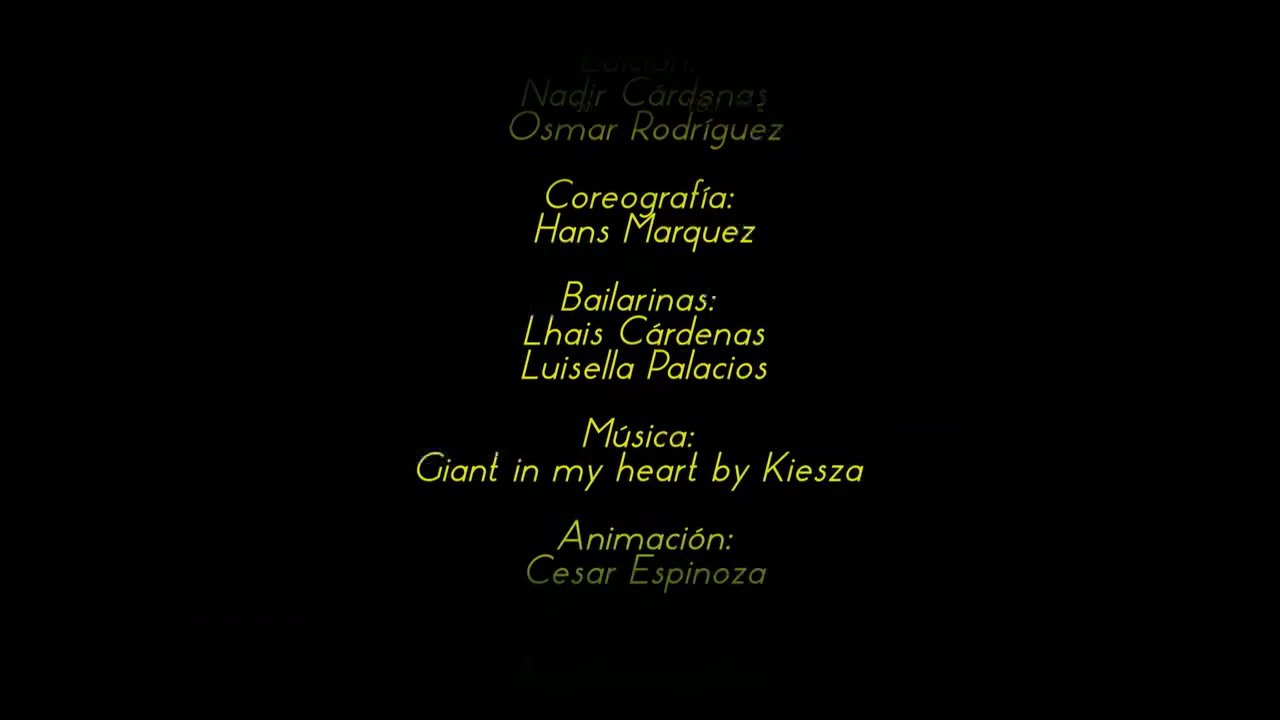 Edición:
Nadir Cárdenas
Osmar Rodríguez
Coreografía:
Hans Marquez
Bailarinas:
Lhais Cárdenas
Luisella Palacios
Música:
Giant in my heart by Kiesza
Animación:
Cesar Espinoza